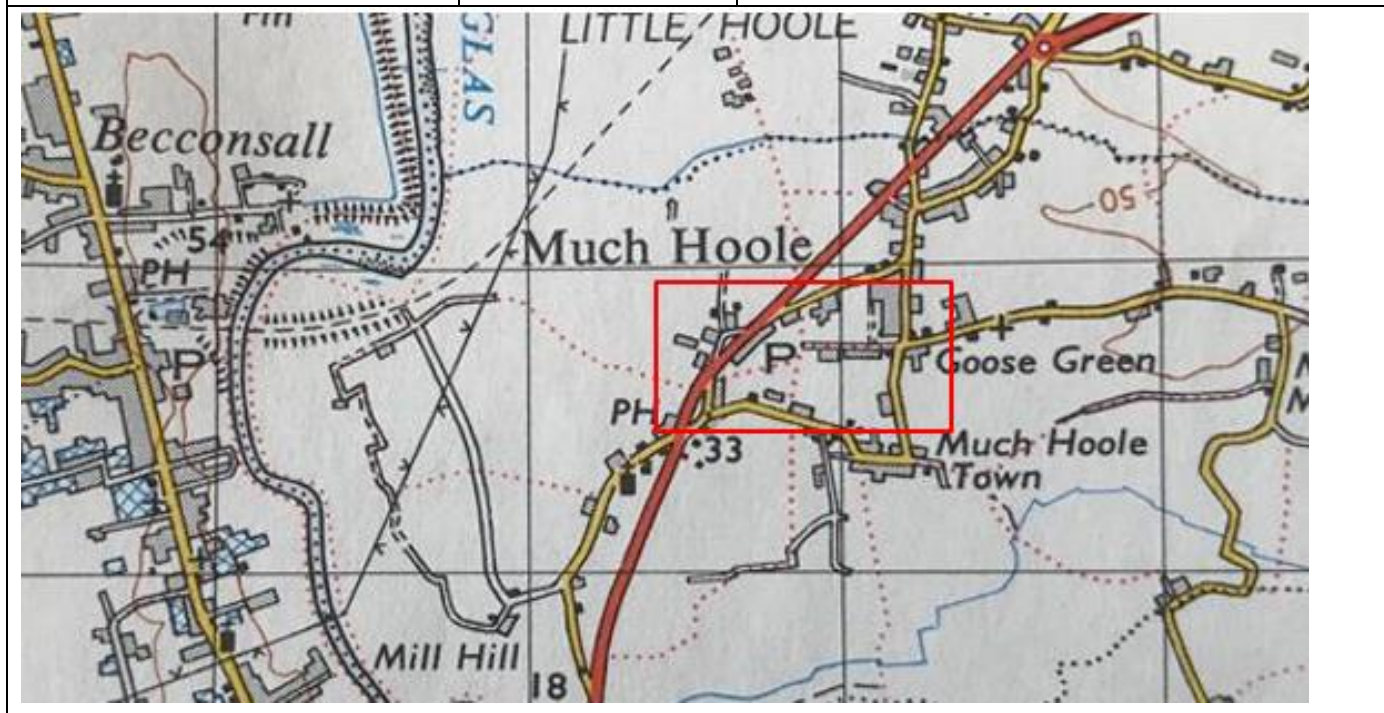 Fm
GLAS
LITTLE HOOLE
Becconsall
54
PH
Much Hoole
50
P
P
Goose Green
PH
33
Much Hoole
Town
M
M
Mill Hill
18